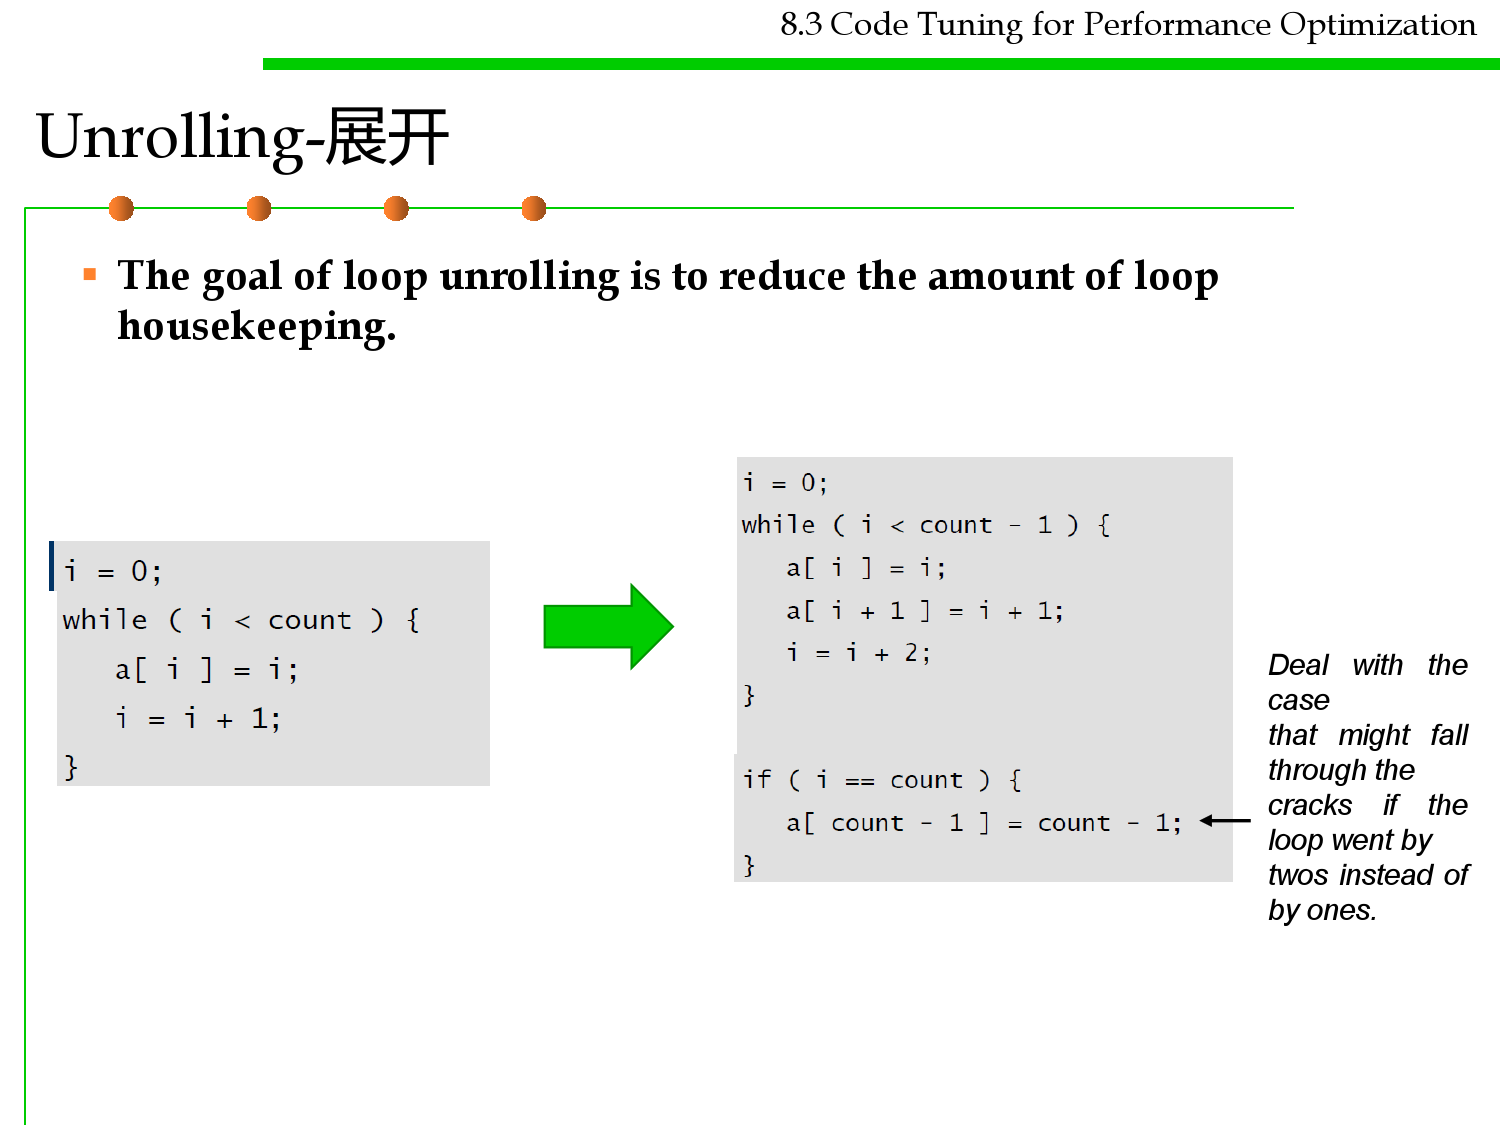 8.3 Code Tuning for Performance Optimization
Unrolling-展开
The goal of loop unrolling is to reduce the amount of loop
housekeeping.
i = 0;
while ( i < count ) {
a[ i ] = i;
i = i + 1;
}
i = 0;
while ( i < count - 1 ) {
a[ i ] = i;
a[ i + 1 ] = i + 1;
i = i + 2;
}
if ( i == count ) {
a[ count - 1 ] = count - 1;
}
Deal with the
case
that might fall
through the
cracks if the
loop went by
twos instead of
by ones.